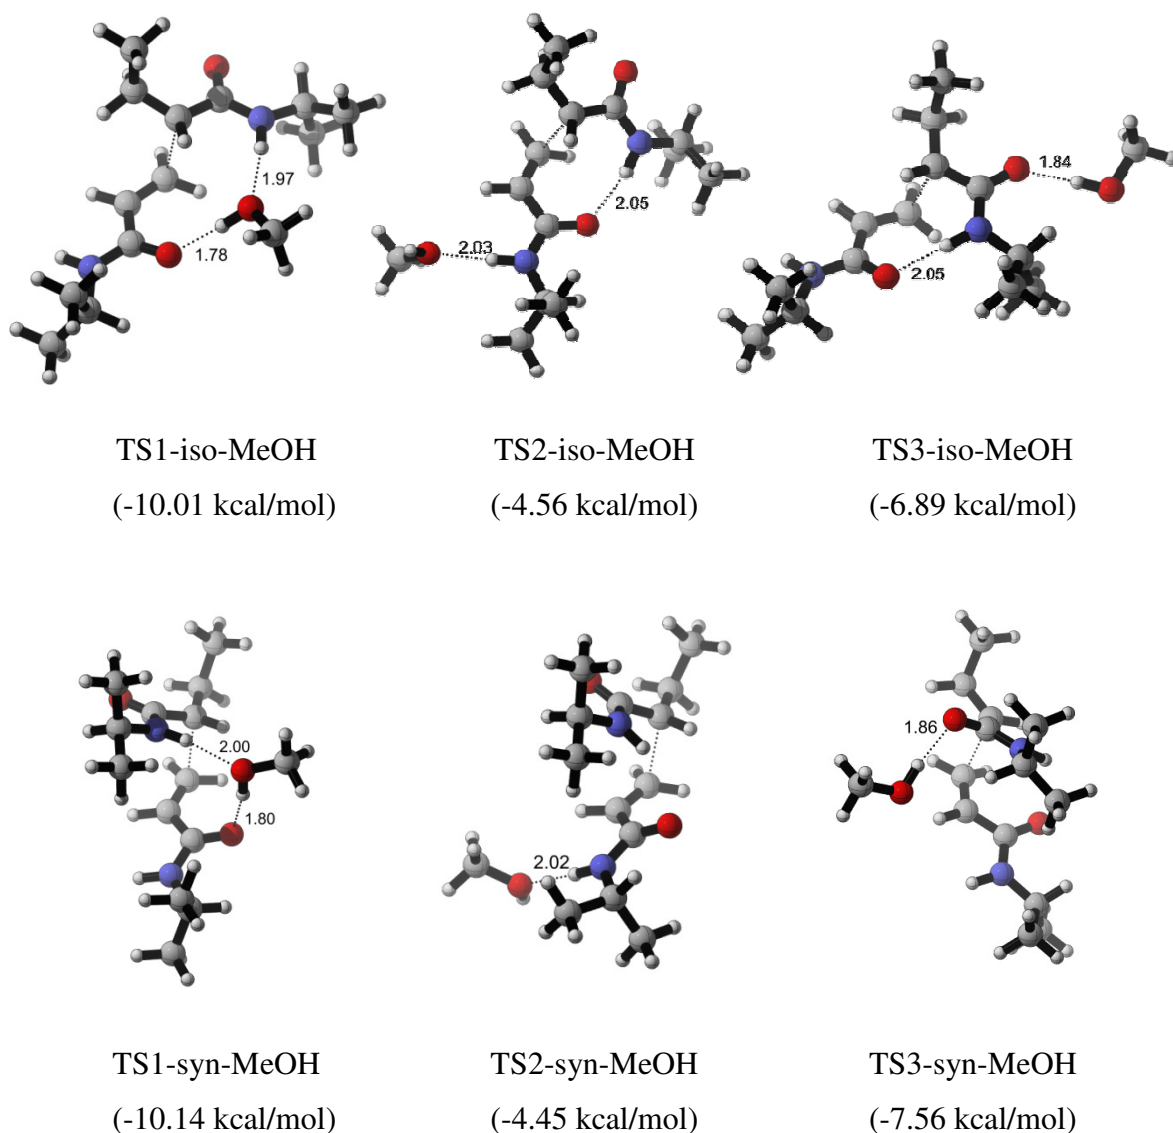 1.97
1.78
2.03
2.05
1.84
2.05
TS1-iso-MeOH TS2-iso-MeOH TS3-iso-MeOH
(-10.01 kcal/mol) (-4.56 kcal/mol) (-6.89 kcal/mol)
2.00
1.80
2.02
1.86
TS1-syn-MeOH TS2-syn-MeOH TS3-syn-MeOH
(-10.14 kcal/mol) (-4.45 kcal/mol) (-7.56 kcal/mol)